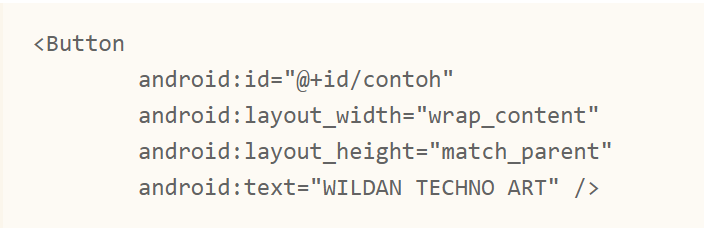 <Button
android:id="@+id/contoh"
android:layout_width="wrap_content"
android:layout_height="match_parent"
android:text="WILDAN TECHNO ART" />